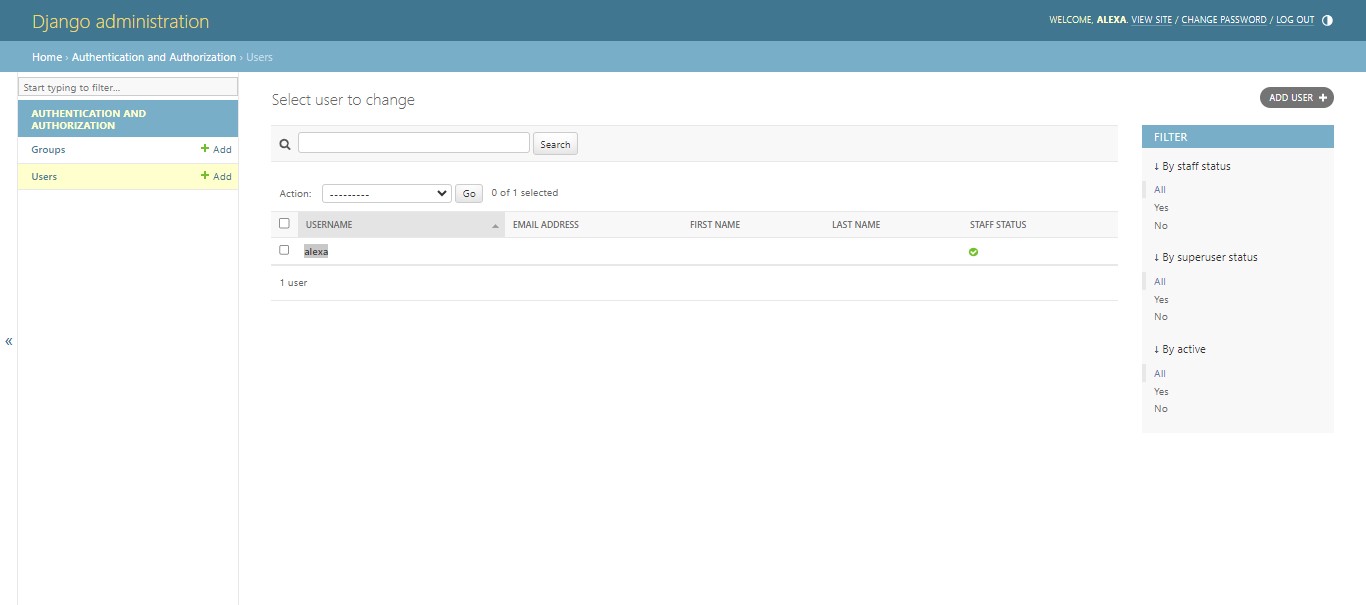 Django administration
WELCOME, ALEXA. VIEW SITE / CHANGE PASSWORD / LOG OUT
Home › Authentication and Authorization › Users
Start typing to filter...
AUTHENTICATION AND
AUTHORIZATION
Groups + Add
Users + Add
«
Select user to change
ADD USER +
Search
Action: --------- Go 0 of 1 selected
USERNAME EMAIL ADDRESS FIRST NAME LAST NAME STAFF STATUS
alexa
1 user
FILTER
↓ By staff status
All
Yes
No
↓ By superuser status
All
Yes
No
↓ By active
All
Yes
No